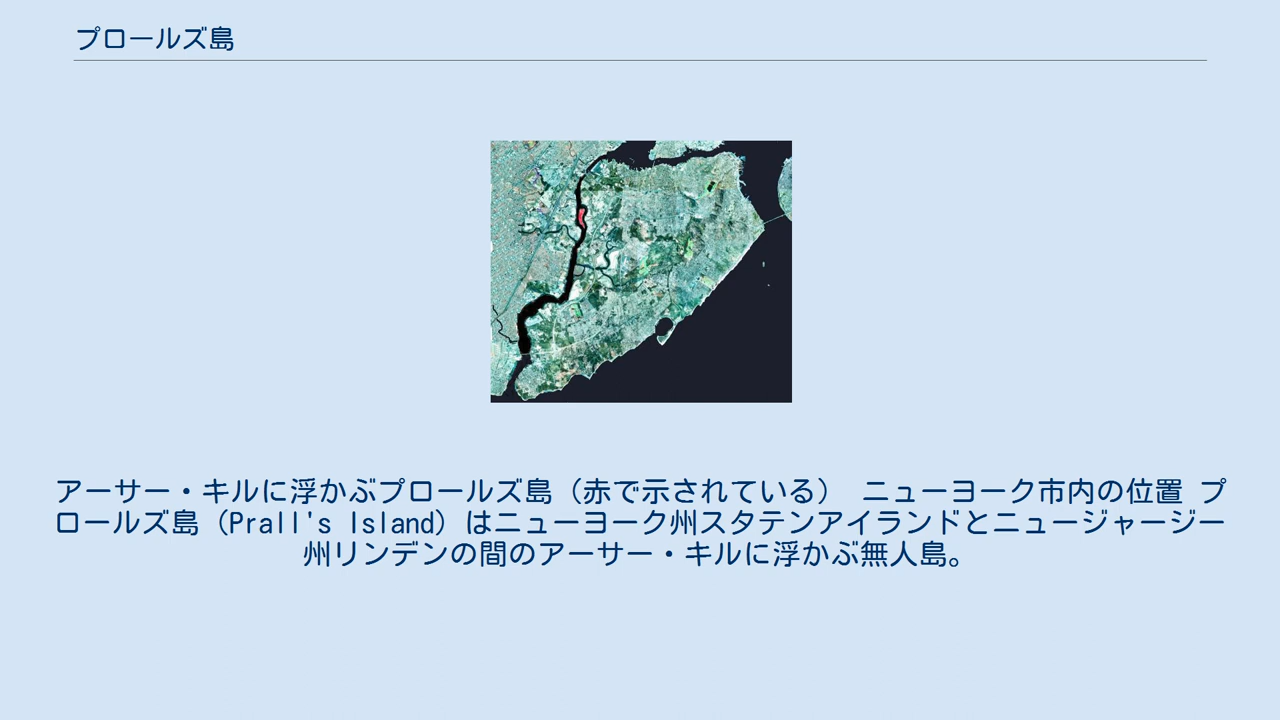 プロールズ島
アーサー・キルに浮かぶプロールズ島（赤で示されている） ニューヨーク市内の位置 プ
ロールズ島（Prall's Island）はニューヨーク州スタテンアイランドとニュージャージー
州リンデンの間のアーサー・キルに浮かぶ無人島。